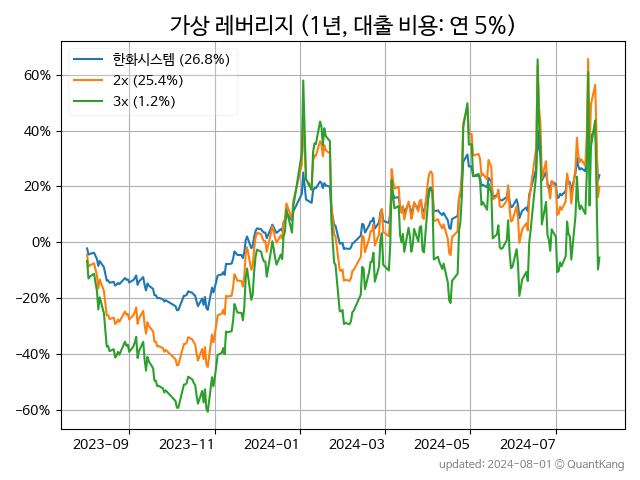 가상 레버리지 (1년, 대출 비용: 연 5%)
한화시스템 (26.8%)
2x (25.4%)
3x (1.2%)
60%
40%
20%
0%
−20%
−40%
−60%
2023-09
2023-11
2024-01
2024-03
2024-05
2024-07
updated: 2024-08-01 © QuantKang